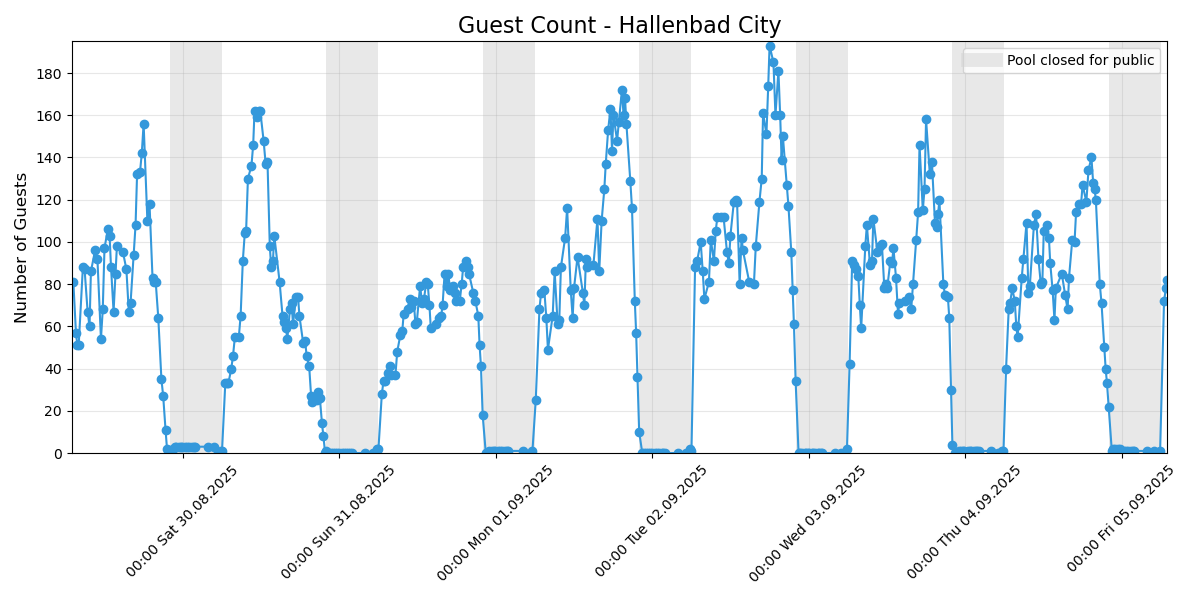 Guest Count - Hallenbad City
Pool closed for public
Number of Guests
180
160
140
120
100
80
60
40
20
0
00:00 Sat 30.08.2025
00:00 Sun 31.08.2025
00:00 Mon 01.09.2025
00:00 Tue 02.09.2025
00:00 Wed 03.09.2025
00:00 Thu 04.09.2025
00:00 Fri 05.09.2025